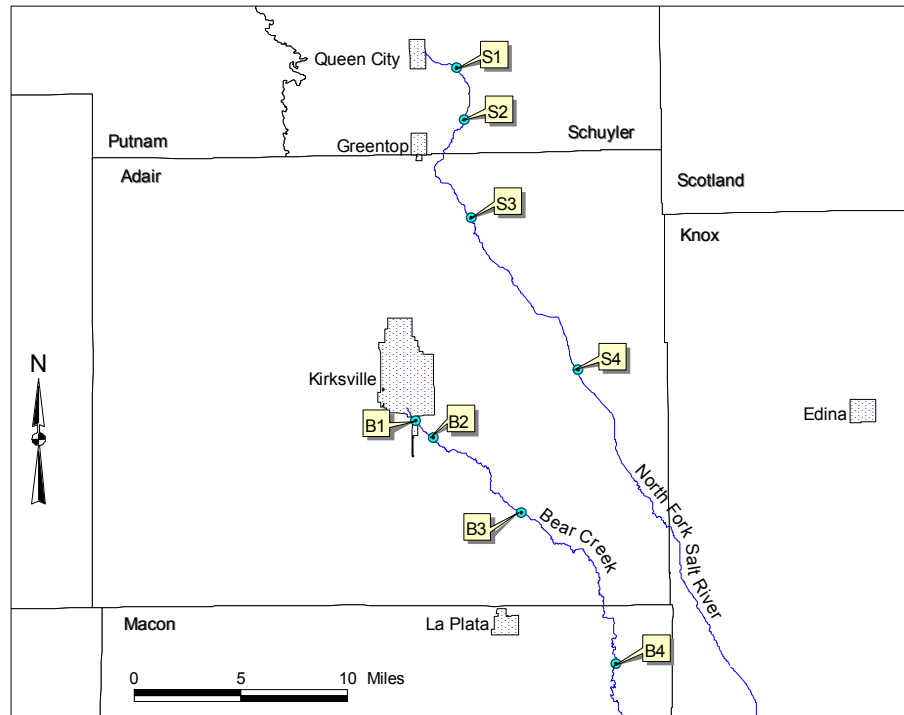 Queen City
S1
S2
Putnam
Greentop
Schuyler
Adair
Scotland
S3
Knox
N
Kirksville
S4
Edina
B1
B2
North Fork Salt River
B3
Bear Creek
Macon
La Plata
B4
0 5 10 Miles